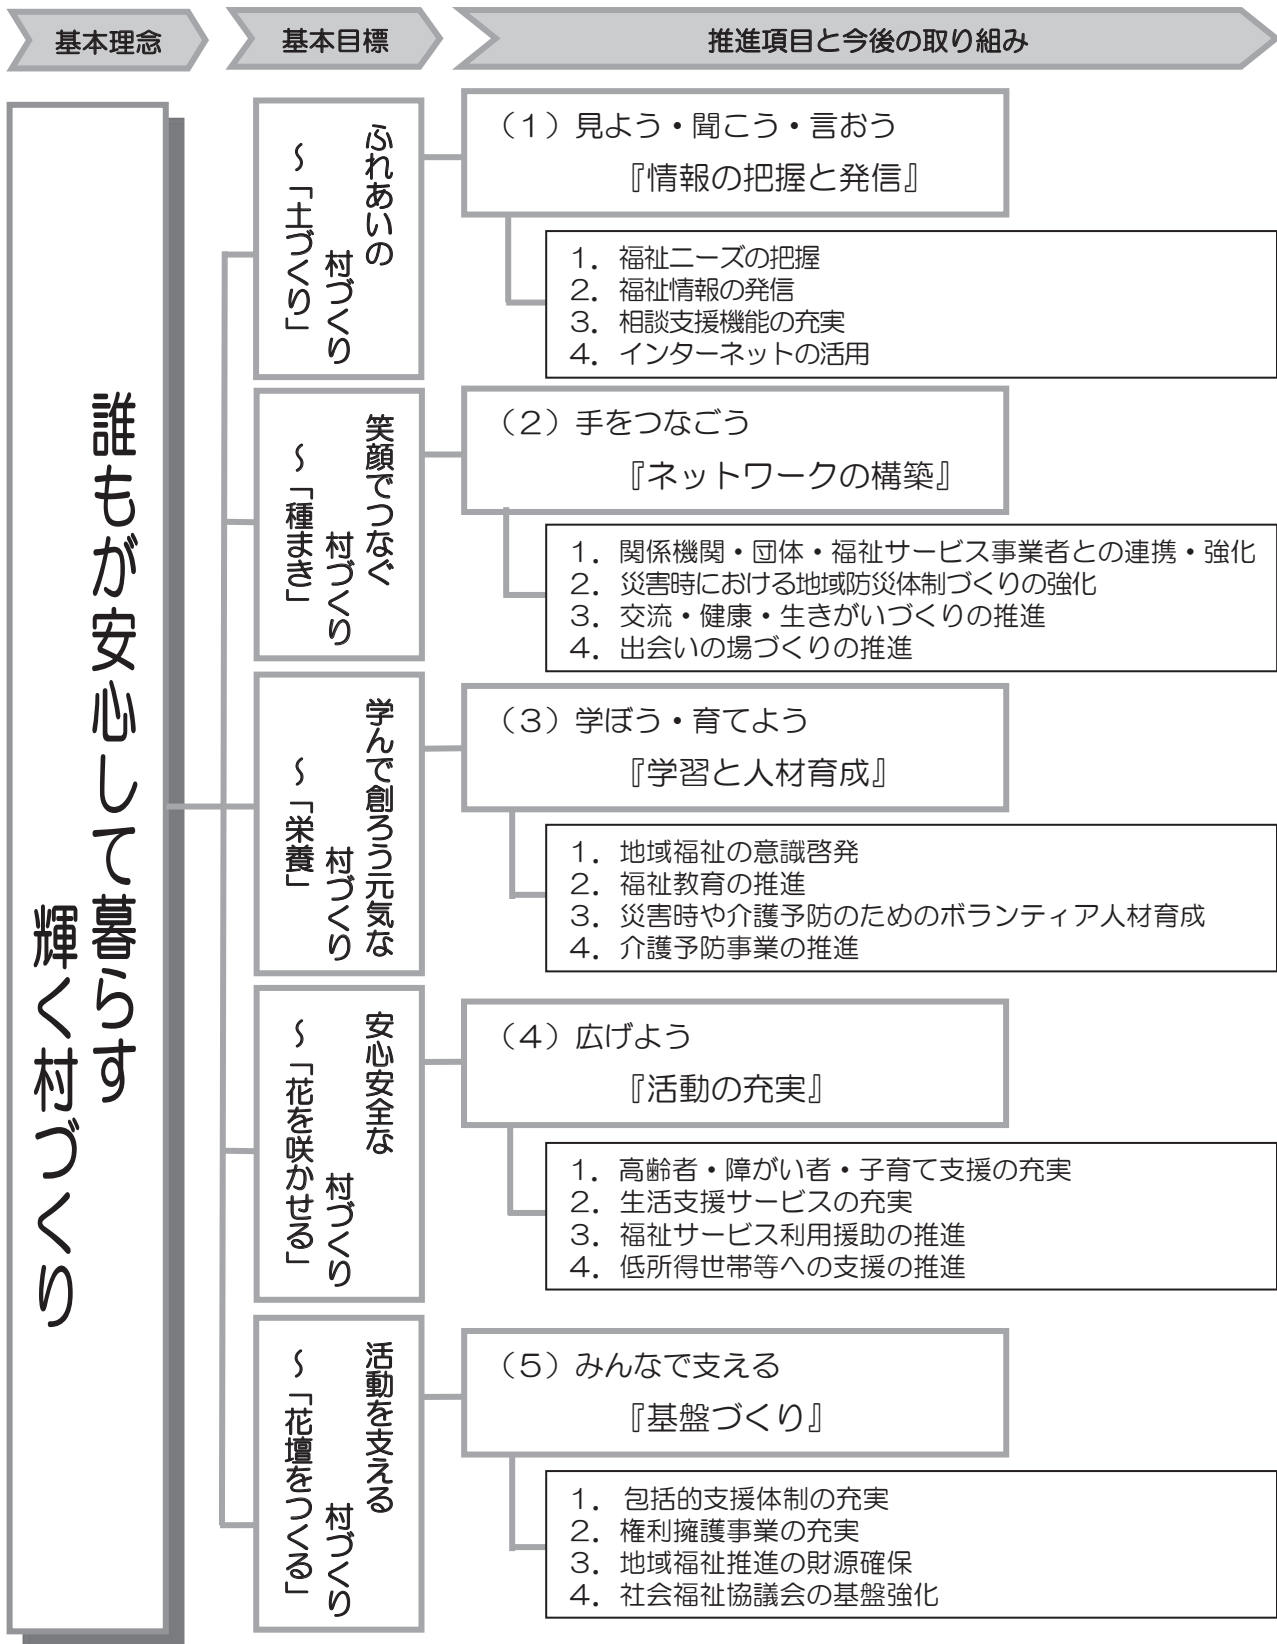 基本理念
基本目標
推進項目と今後の取り組み
誰もが安心して暮らす
輝く村づくり
ふれあいの
村づくり
~「土づくり」
(1)見よう・聞こう・言おう
『情報の把握と発信』
1.福祉ニーズの把握
2.福祉情報の発信
3.相談支援機能の充実
4.インターネットの活用
笑顔でつなぐ
村づくり
~「種まき」
(2)手をつなごう
『ネットワークの構築』
1.関係機関・団体・福祉サービス事業者との連携・強化
2.災害時における地域防災体制づくりの強化
3.交流・健康・生きがいづくりの推進
4.出会いの場づくりの推進
学んで創ろう元気な
村づくり
~「栄養」
(3)学ぼう・育てよう
『学習と人材育成』
1.地域福祉の意識啓発
2.福祉教育の推進
3.災害時や介護予防のためのボランティア人材育成
4.介護予防事業の推進
安心安全な
村づくり
~「花を咲かせる」
(4)広げよう
『活動の充実』
1.高齢者・障がい者・子育て支援の充実
2.生活支援サービスの充実
3.福祉サービス利用援助の推進
4.低所得世帯等への支援の推進
活動を支える
村づくり
~「花壇をつくる」
(5)みんなで支える
『基盤づくり』
1.包括的支援体制の充実
2.権利擁護事業の充実
3.地域福祉推進の財源確保
4.社会福祉協議会の基盤強化